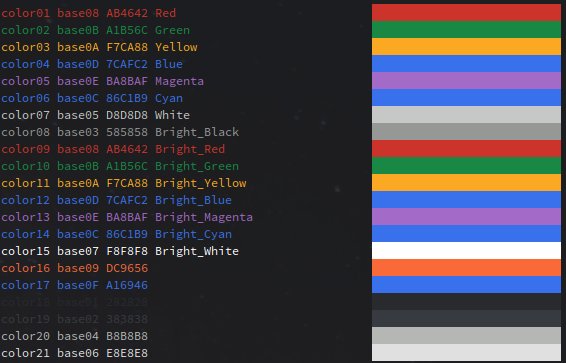 color01 base08 AB4642 Red
color02 base0B A1B56C Green
color03 base0A F7CA88 Yellow
color04 base0D 7CAFC2 Blue
color05 base0E BA8BAF Magenta
color06 base0C 86C1B9 Cyan
color07 base05 D8D8D8 White
color08 base03 585858 Bright_Black
color09 base08 AB4642 Bright_Red
color10 base0B A1B56C Bright_Green
color11 base0A F7CA88 Bright_Yellow
color12 base0D 7CAFC2 Bright_Blue
color13 base0E BA8BAF Bright_Magenta
color14 base0C 86C1B9 Bright_Cyan
color15 base07 F8F8F8 Bright_White
color16 base09 DC9656
color17 base0F A16946
color18 base01 282828
color19 base02 383838
color20 base04 B8B8B8
color21 base06 E8E8E8